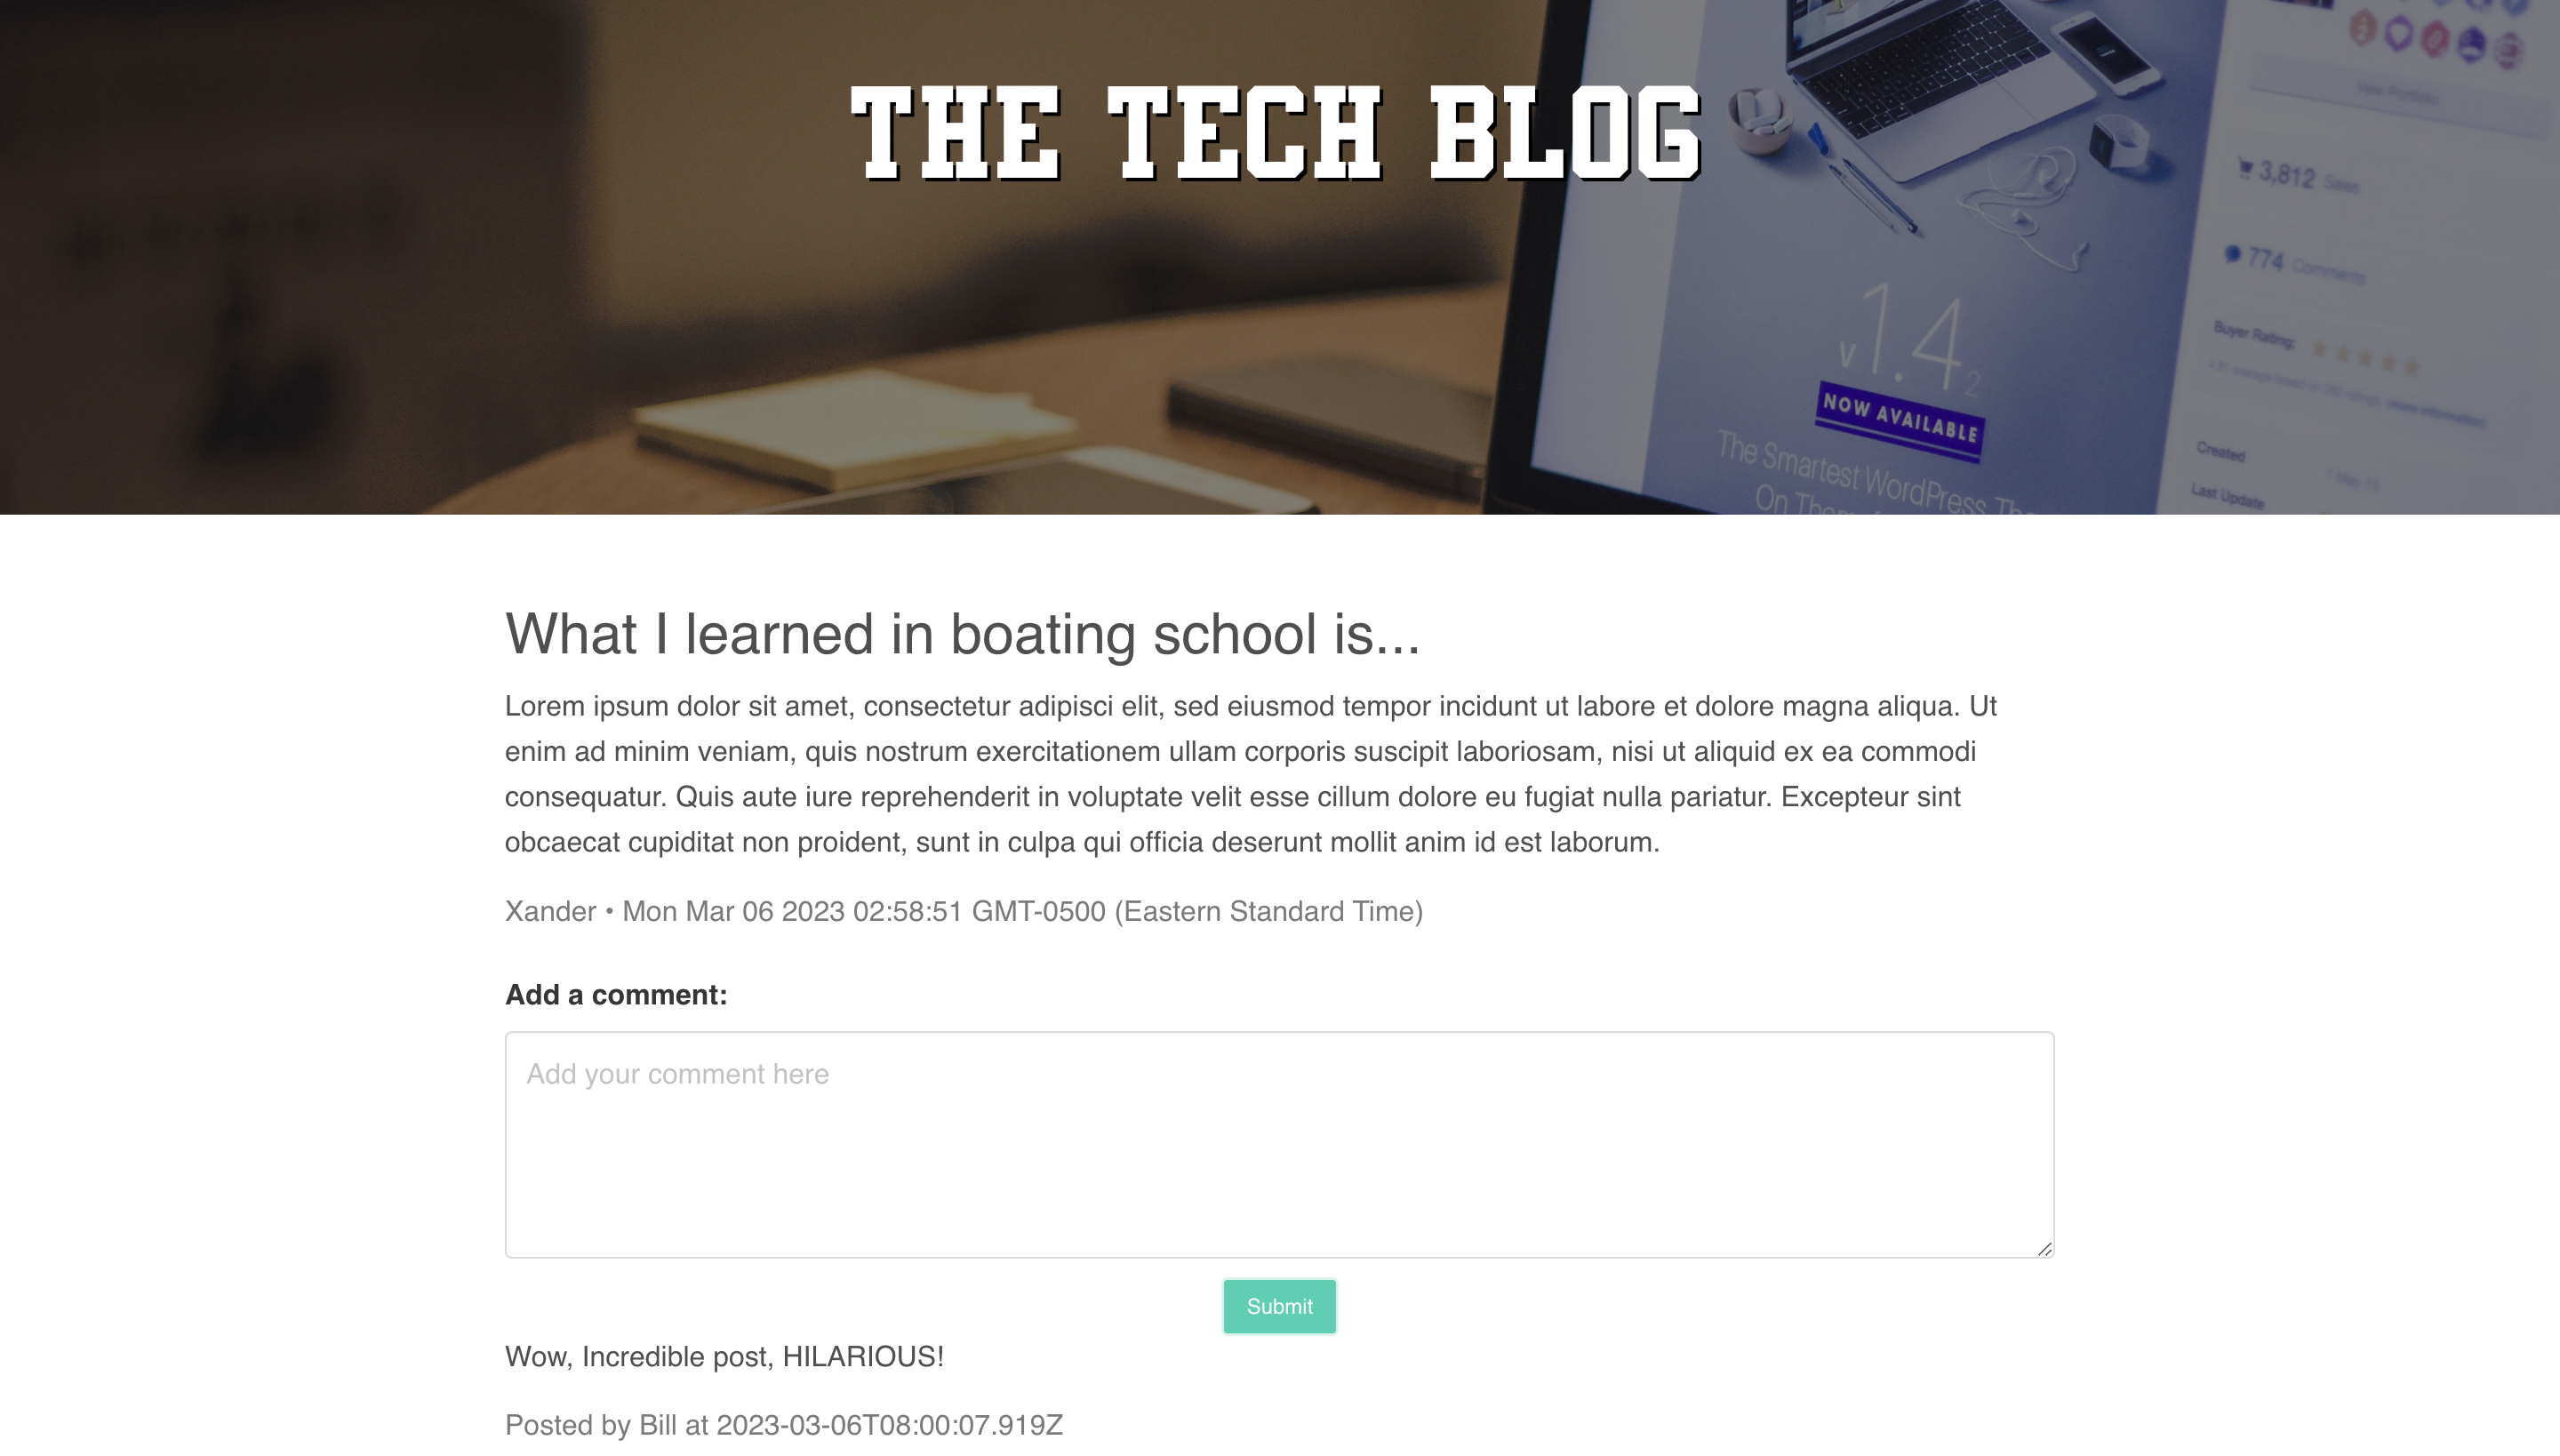 THE TECH BLOG
View Portfolio
3,812 Sales
774 Comments
v1.4 2
NOW AVAILABLE
Buyer Rating:
The Smartest WordPress
On
Created
Last Update
What I learned in boating school is...
Lorem ipsum dolor sit amet, consectetur adipisci elit, sed eiusmod tempor incidunt ut labore et dolore magna aliqua. Ut
enim ad minim veniam, quis nostrum exercitationem ullam corporis suscipit laboriosam, nisi ut aliquid ex ea commodi
consequatur. Quis aute iure reprehenderit in voluptate velit esse cillum dolore eu fugiat nulla pariatur. Excepteur sint
obcaecat cupiditat non proident, sunt in culpa qui officia deserunt mollit anim id est laborum.
Xander • Mon Mar 06 2023 02:58:51 GMT-0500 (Eastern Standard Time)
Add a comment:
Add your comment here
Submit
Wow, Incredible post, HILARIOUS!
Posted by Bill at 2023-03-06T08:00:07.919Z